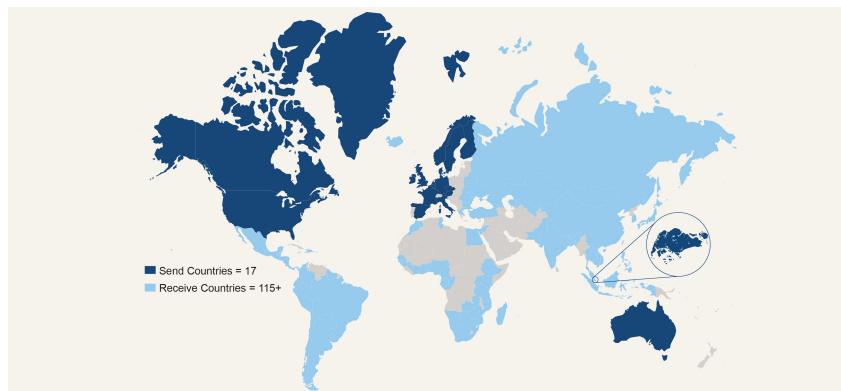 Send Countries = 17
Receive Countries = 115+